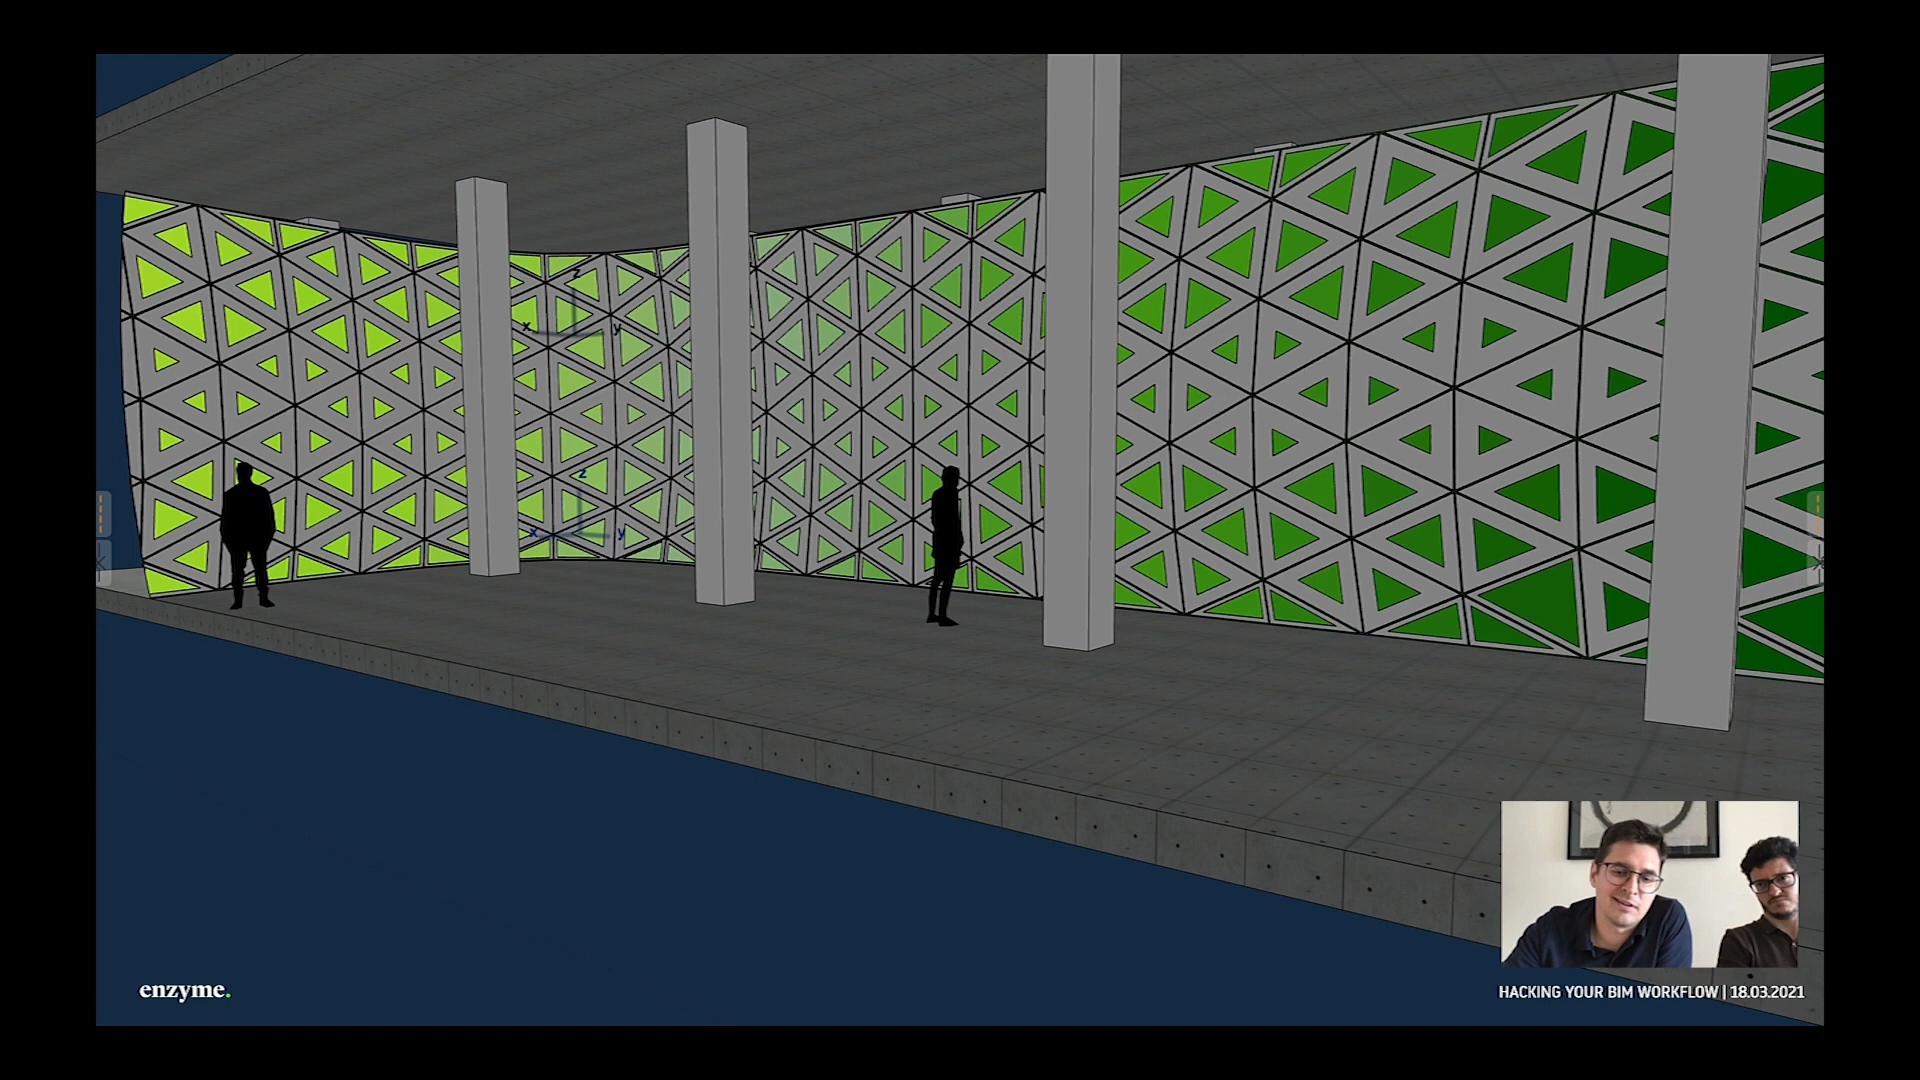 z
x y
z
x y
enzyme.
HACKING YOUR BIM WORKFLOW | 18.03.2021